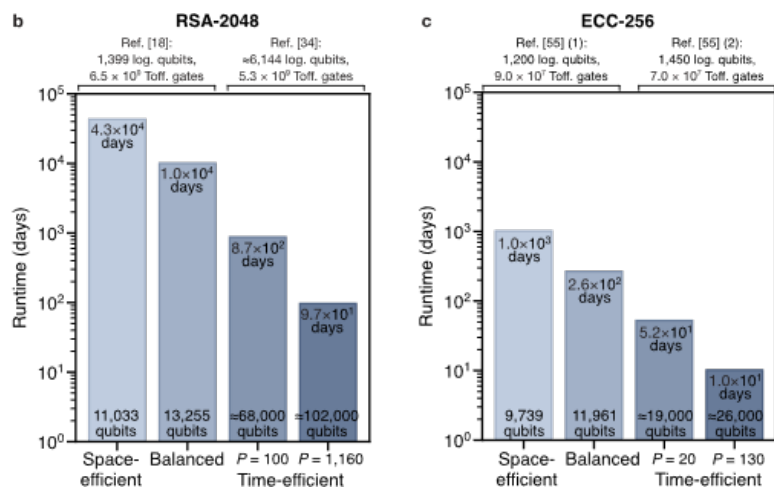 b RSA-2048
Ref. [18]:
1,399 log. qubits,
6.5 × 10⁹ Toff. gates
Ref. [34]:
≈6,144 log. qubits,
5.3 × 10⁹ Toff. gates
Runtime (days)
10⁵
10⁴
10³
10²
10¹
10⁰
4.3×10⁴
days
1.0×10⁴
days
8.7×10²
days
9.7×10¹
days
11,033
qubits
13,255
qubits
≈68,000
qubits
≈102,000
qubits
Space-
efficient
Balanced
P = 100
P = 1,160
Time-efficient
c ECC-256
Ref. [55] (1):
1,200 log. qubits,
9.0 × 10⁷ Toff. gates
Ref. [55] (2):
1,450 log. qubits,
7.0 × 10⁷ Toff. gates
Runtime (days)
10⁵
10⁴
10³
10²
10¹
10⁰
1.0×10³
days
2.6×10²
days
5.2×10¹
days
1.0×10¹
days
9,739
qubits
11,961
qubits
≈19,000
qubits
≈26,000
qubits
Space-
efficient
Balanced
P = 20
P = 130
Time-efficient